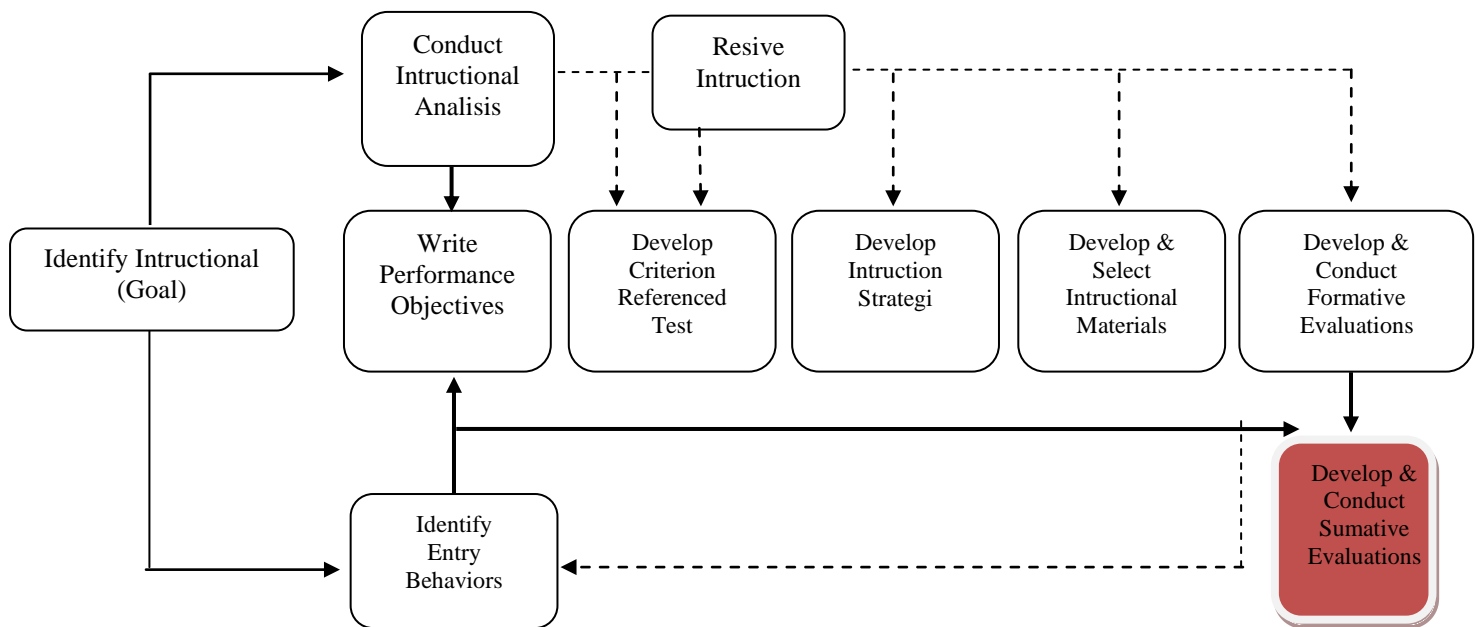 Conduct
Intructional
Analisis
Resive
Intruction
Identify Intructional
(Goal)
Write
Performance
Objectives
Develop
Criterion
Referenced
Test
Develop
Intruction
Strategi
Develop &
Select
Intructional
Materials
Develop &
Conduct
Formative
Evaluations
Identify
Entry
Behaviors
Develop &
Conduct
Sumative
Evaluations